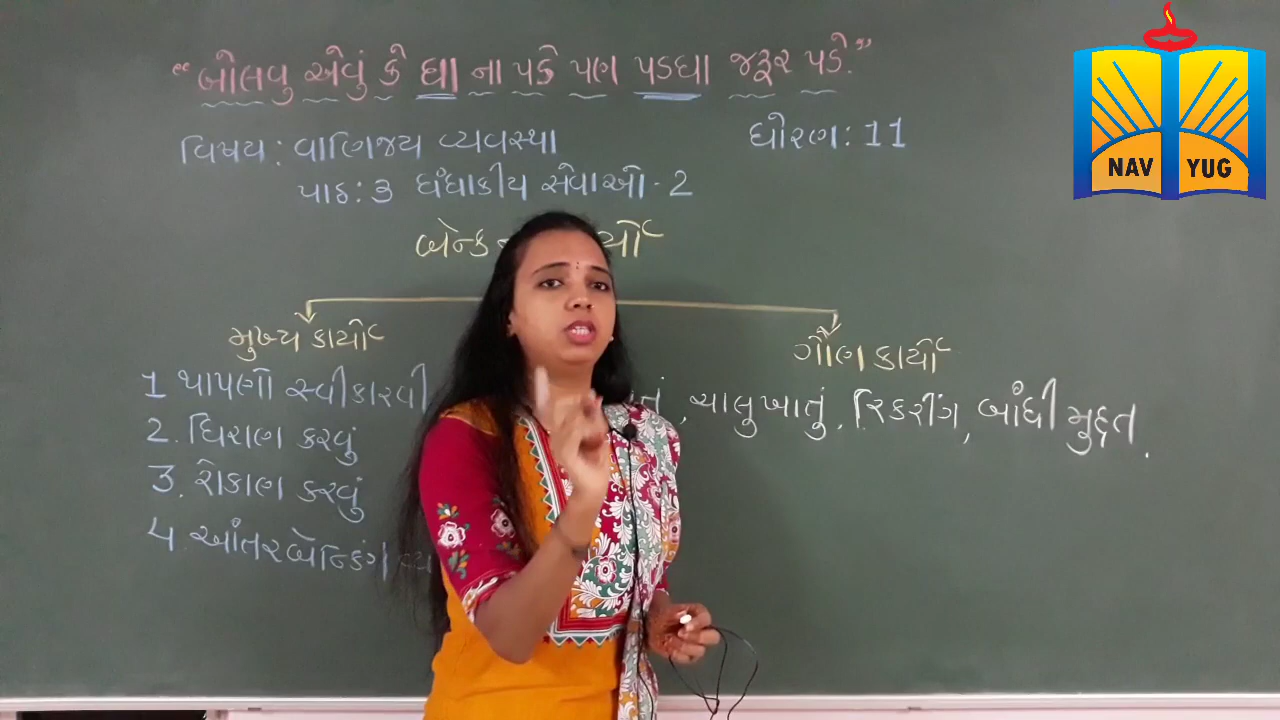 “બોલવુ એવું કે ઘા ના પડે પણ પડઘા જરૂર પડે.”
NAV YUG
વિષય: વાણિજય વ્યવસ્થા ધોરણ: 11
પાઠ: 3 ધંધાકીય સેવાઓ - 2
બેન્ક
મુખ્ય કાર્યો ગૌણ કાર્યો
1 થાપણો સ્વીકારવી , ચાલુ ખાતું, રિકરીંગ, બાંધી મુદ્દત.
2. ધિરાણ કરવું
3. રોકાણ કરવું
4. આંતરબેન્કિંગ